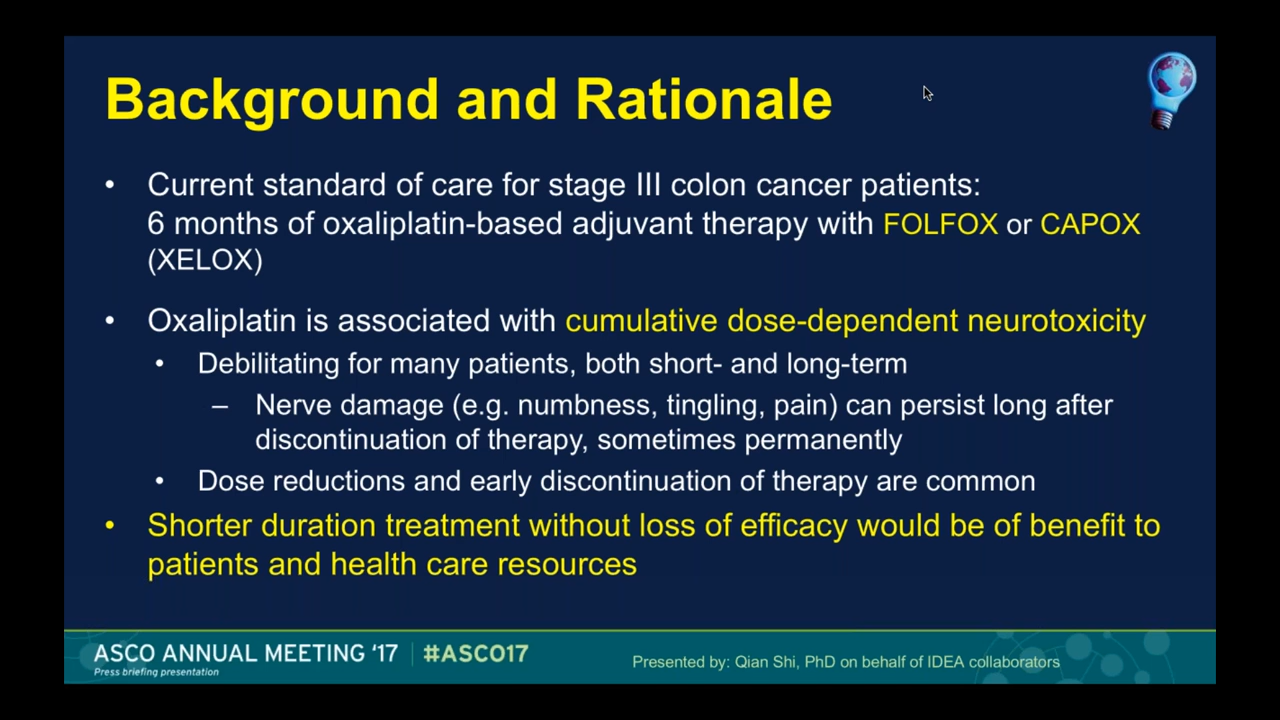 Background and Rationale
• Current standard of care for stage III colon cancer patients:
6 months of oxaliplatin-based adjuvant therapy with FOLFOX or CAPOX
(XELOX)
• Oxaliplatin is associated with cumulative dose-dependent neurotoxicity
• Debilitating for many patients, both short- and long-term
– Nerve damage (e.g. numbness, tingling, pain) can persist long after
discontinuation of therapy, sometimes permanently
• Dose reductions and early discontinuation of therapy are common
• Shorter duration treatment without loss of efficacy would be of benefit to
patients and health care resources
ASCO ANNUAL MEETING ‘17 | #ASCO17
Press briefing presentation
Presented by: Qian Shi, PhD on behalf of IDEA collaborators